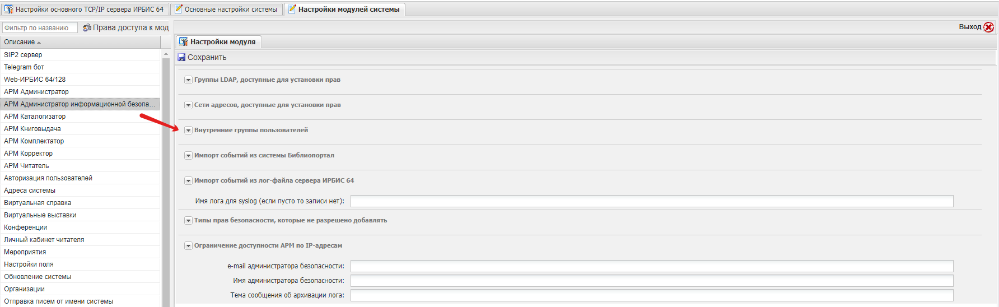 Настройки основного TCP/IP сервера ИРБИС 64
Основные настройки системы
Настройки модулей системы
Фильтр по названию
Права доступа к мод
Выход
Описание
SIP2 сервер
Telegram бот
Web-ИРБИС 64/128
АРМ Администратор
АРМ Администратор информационной безопа...
АРМ Каталогизатор
АРМ Книговыдача
АРМ Комплектатор
АРМ Корректор
АРМ Читатель
Авторизация пользователей
Адреса системы
Виртуальная справка
Виртуальные выставки
Конференции
Личный кабинет читателя
Мероприятия
Настройки поля
Обновление системы
Организации
Отправка писем от имени системы
Настройки модуля
Сохранить
Группы LDAP, доступные для установки прав
Сети адресов, доступные для установки прав
Внутренние группы пользователей
Импорт событий из системы Библиопортал
Импорт событий из лог-файла сервера ИРБИС 64
Имя лога для syslog (если пусто то записи нет):
Типы прав безопасности, которые не разрешено добавлять
Ограничение доступности АРМ по IP-адресам
e-mail администратора безопасности:
Имя администратора безопасности:
Тема сообщения об архивации лога: